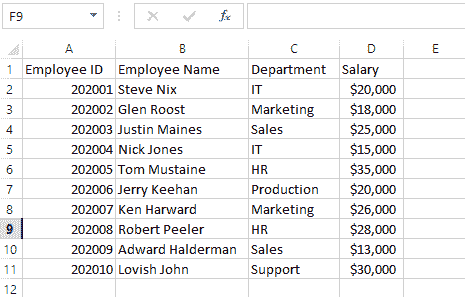 F9 fx
A B C D E
1 Employee ID Employee Name Department Salary
2 202001 Steve Nix IT $20,000
3 202002 Glen Roost Marketing $18,000
4 202003 Justin Maines Sales $25,000
5 202004 Nick Jones IT $15,000
6 202005 Tom Mustaine HR $35,000
7 202006 Jerry Keehan Production $20,000
8 202007 Ken Harward Marketing $26,000
9 202008 Robert Peeler HR $28,000
10 202009 Adward Halderman Sales $13,000
11 202010 Lovish John Support $30,000
12